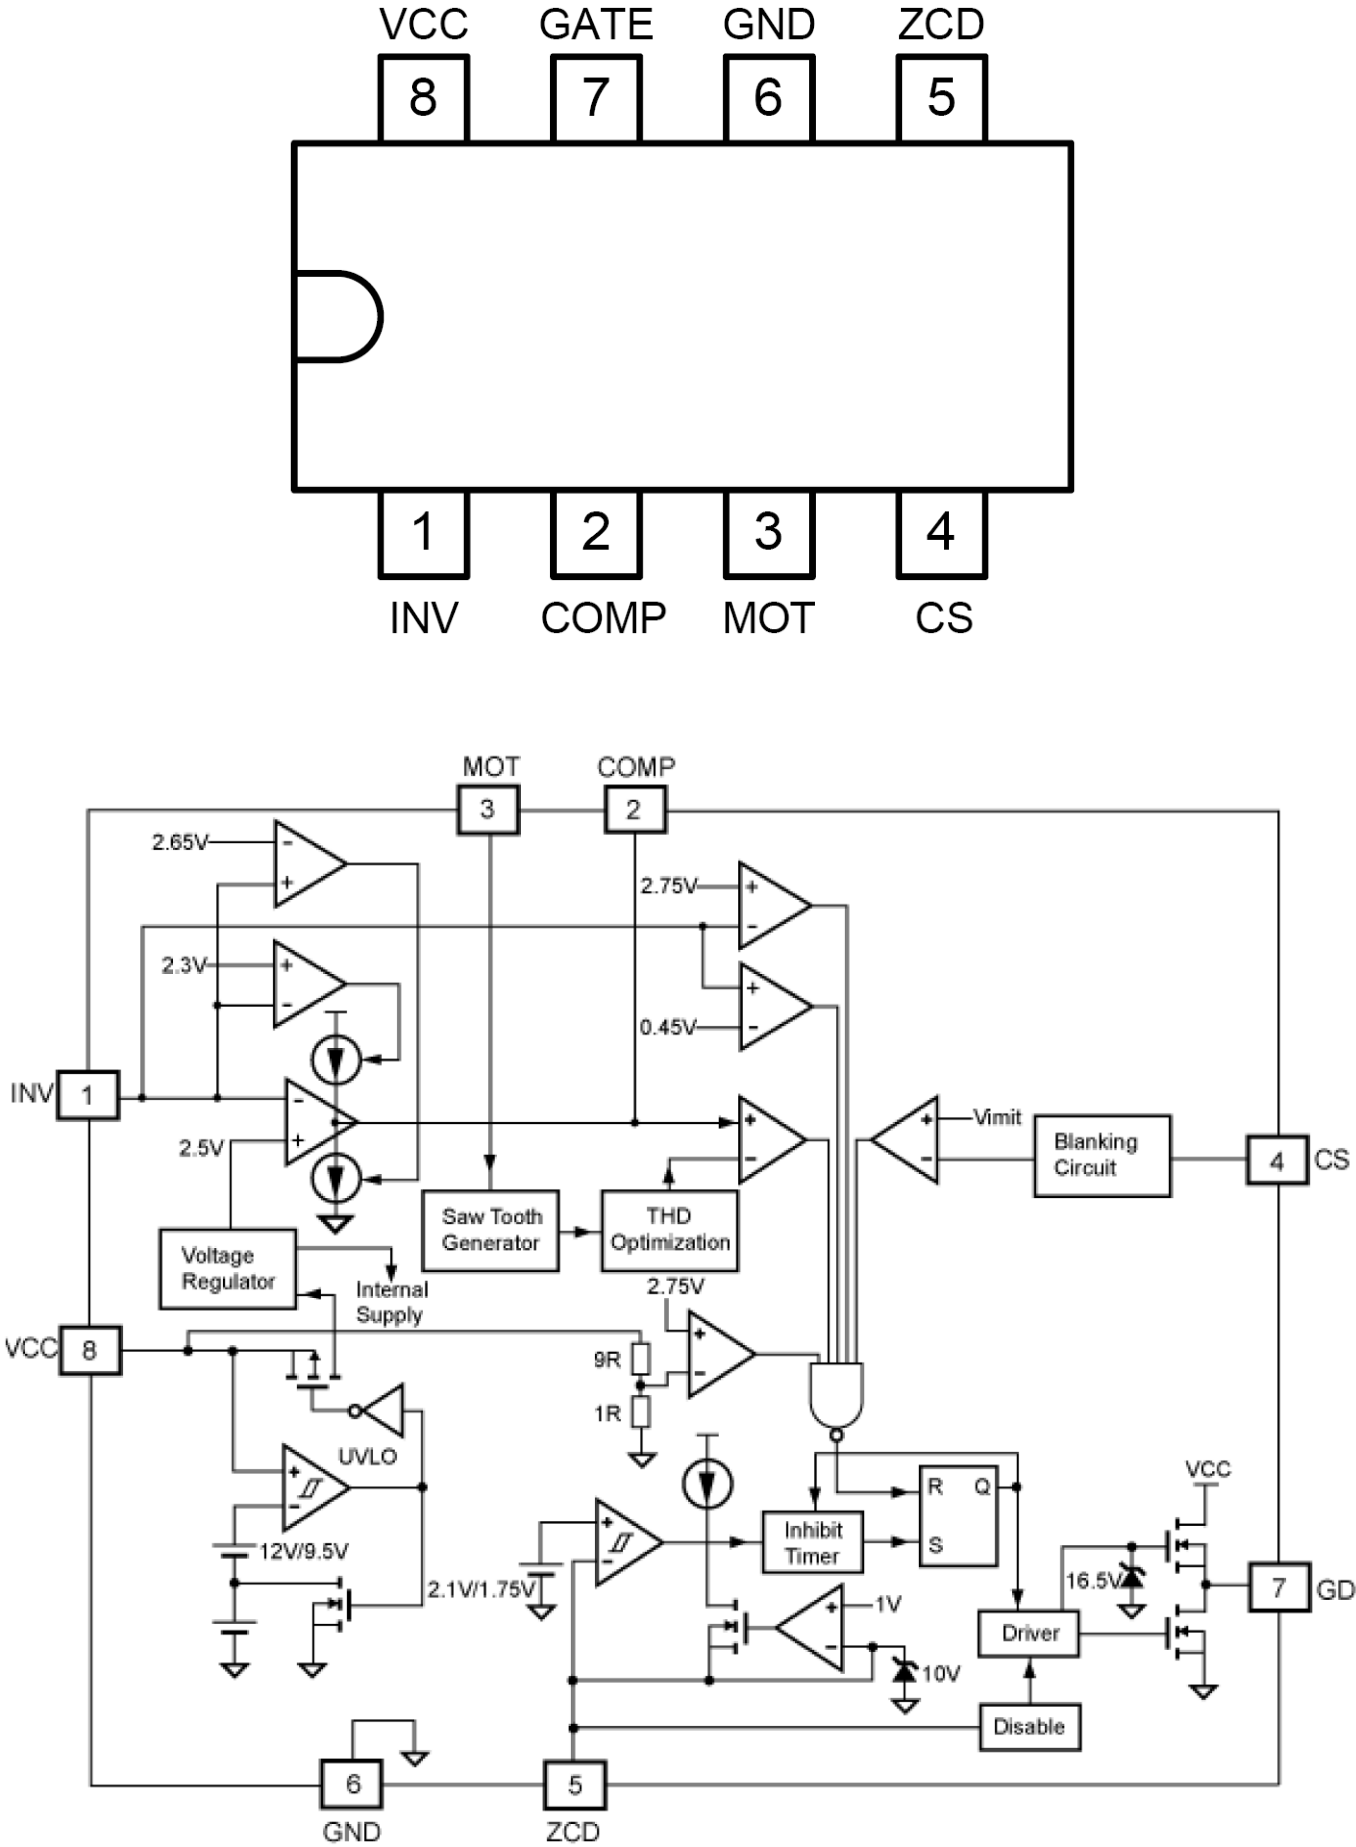 VCC GATE GND ZCD
8 7 6 5
1 2 3 4
INV COMP MOT CS
MOT COMP
3 2
2.65V
-
+
2.75V
+
-
2.3V
+
-
+
0.45V
-
INV 1
-
2.5V
+
+
-
+
Vimit
-
Blanking
Circuit
4 CS
Saw Tooth
Generator
THD
Optimization
Voltage
Regulator
Internal
Supply
2.75V
+
-
VCC 8
9R
1R
UVLO
+
-
12V/9.5V
VCC
R Q
S
+
-
2.1V/1.75V
Inhibit
Timer
1V
+
-
10V
16.5V
7 GD
Driver
Disable
6 5
GND ZCD